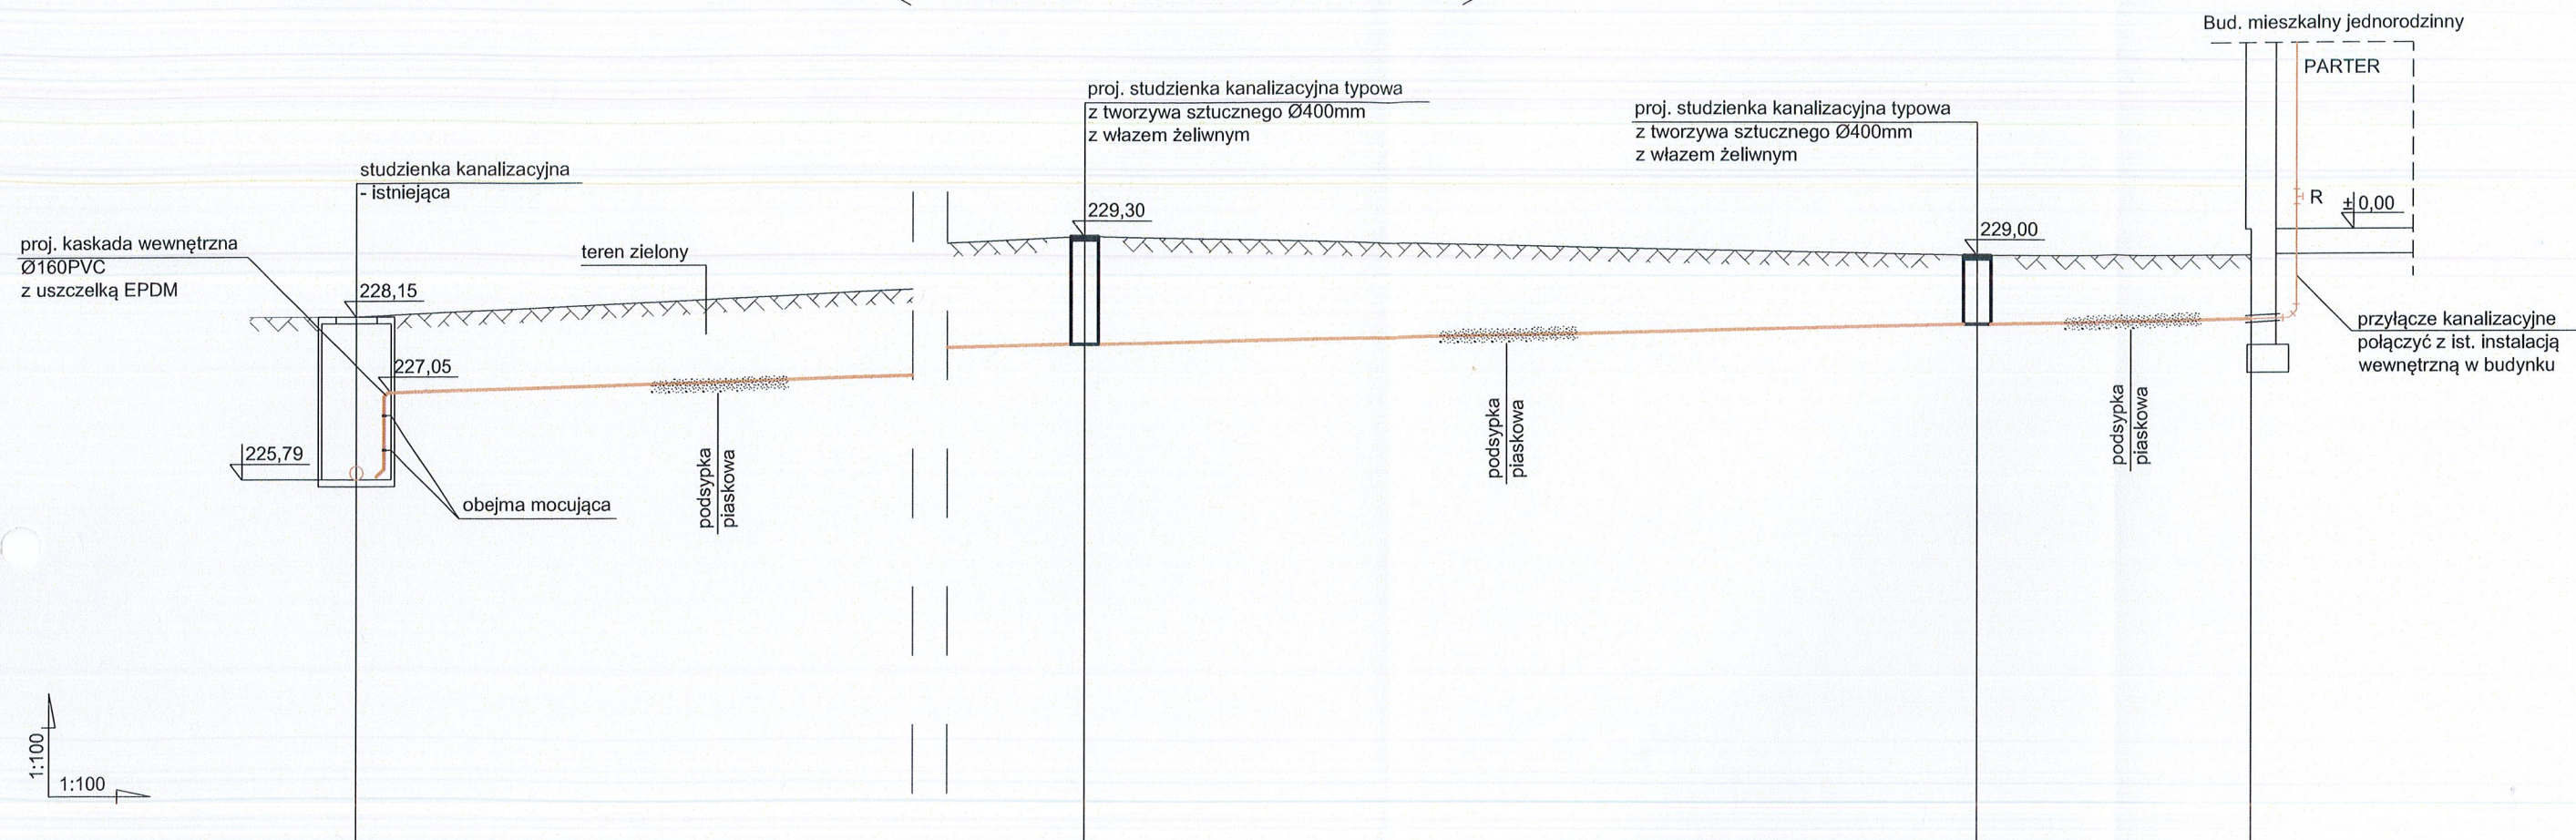 Bud. mieszkalny jednorodzinny
PARTER
proj. studzienka kanalizacyjna typowa
z tworzywa sztucznego Ø400mm
z włazem żeliwnym
proj. studzienka kanalizacyjna typowa
z tworzywa sztucznego Ø400mm
z włazem żeliwnym
studzienka kanalizacyjna
- istniejąca
R
±0,00
229,30
229,00
proj. kaskada wewnętrzna
Ø160PVC
z uszczelką EPDM
teren zielony
228,15
227,05
225,79
obejma mocująca
przyłącze kanalizacyjne
połączyć z ist. instalacją
wewnętrzną w budynku
podsypka
piaskowa
podsypka
piaskowa
podsypka
piaskowa
1:100
1:100